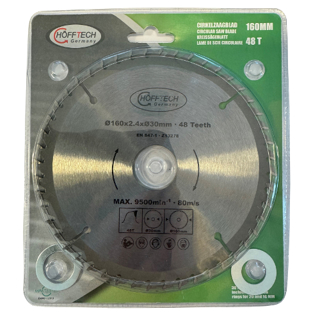 HÖFFTECH
Germany
CIRKELZAAGBLAD
CIRCULAR SAW BLADE
KREISSÄGEBLATT
LAME DE SCIE CIRCULAIRE
160MM
48 T
HÖFFTECH
Germany
Ø160x2.4xØ30mm - 48 Teeth
MAX. 9500min⁻¹ - 80m/s